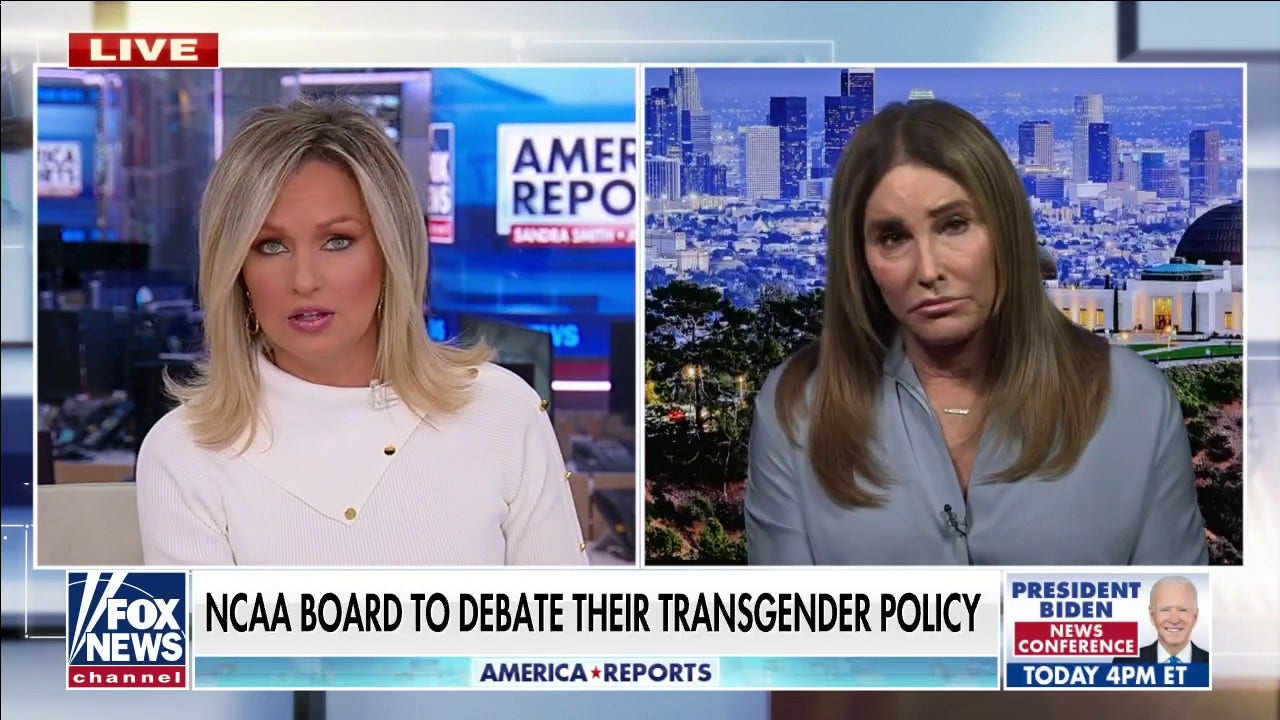 LIVE
AMER
REPO
SANDRA SMITH
FOX
NEWS
channel
NCAA BOARD TO DEBATE THEIR TRANSGENDER POLICY
AMERICA★REPORTS
PRESIDENT
BIDEN
NEWS
CONFERENCE
TODAY 4PM ET